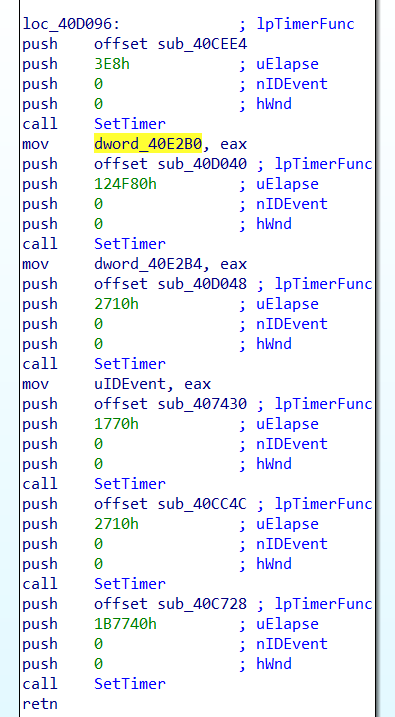 loc_40D096: ; lpTimerFunc
push offset sub_40CEE4
push 3E8h ; uElapse
push 0 ; nIDEvent
push 0 ; hWnd
call SetTimer
mov dword_40E2B0, eax
push offset sub_40D040 ; lpTimerFunc
push 124F80h ; uElapse
push 0 ; nIDEvent
push 0 ; hWnd
call SetTimer
mov dword_40E2B4, eax
push offset sub_40D048 ; lpTimerFunc
push 2710h ; uElapse
push 0 ; nIDEvent
push 0 ; hWnd
call SetTimer
mov uIDEvent, eax
push offset sub_407430 ; lpTimerFunc
push 1770h ; uElapse
push 0 ; nIDEvent
push 0 ; hWnd
call SetTimer
push offset sub_40CC4C ; lpTimerFunc
push 2710h ; uElapse
push 0 ; nIDEvent
push 0 ; hWnd
call SetTimer
push offset sub_40C728 ; lpTimerFunc
push 1B7740h ; uElapse
push 0 ; nIDEvent
push 0 ; hWnd
call SetTimer
retn